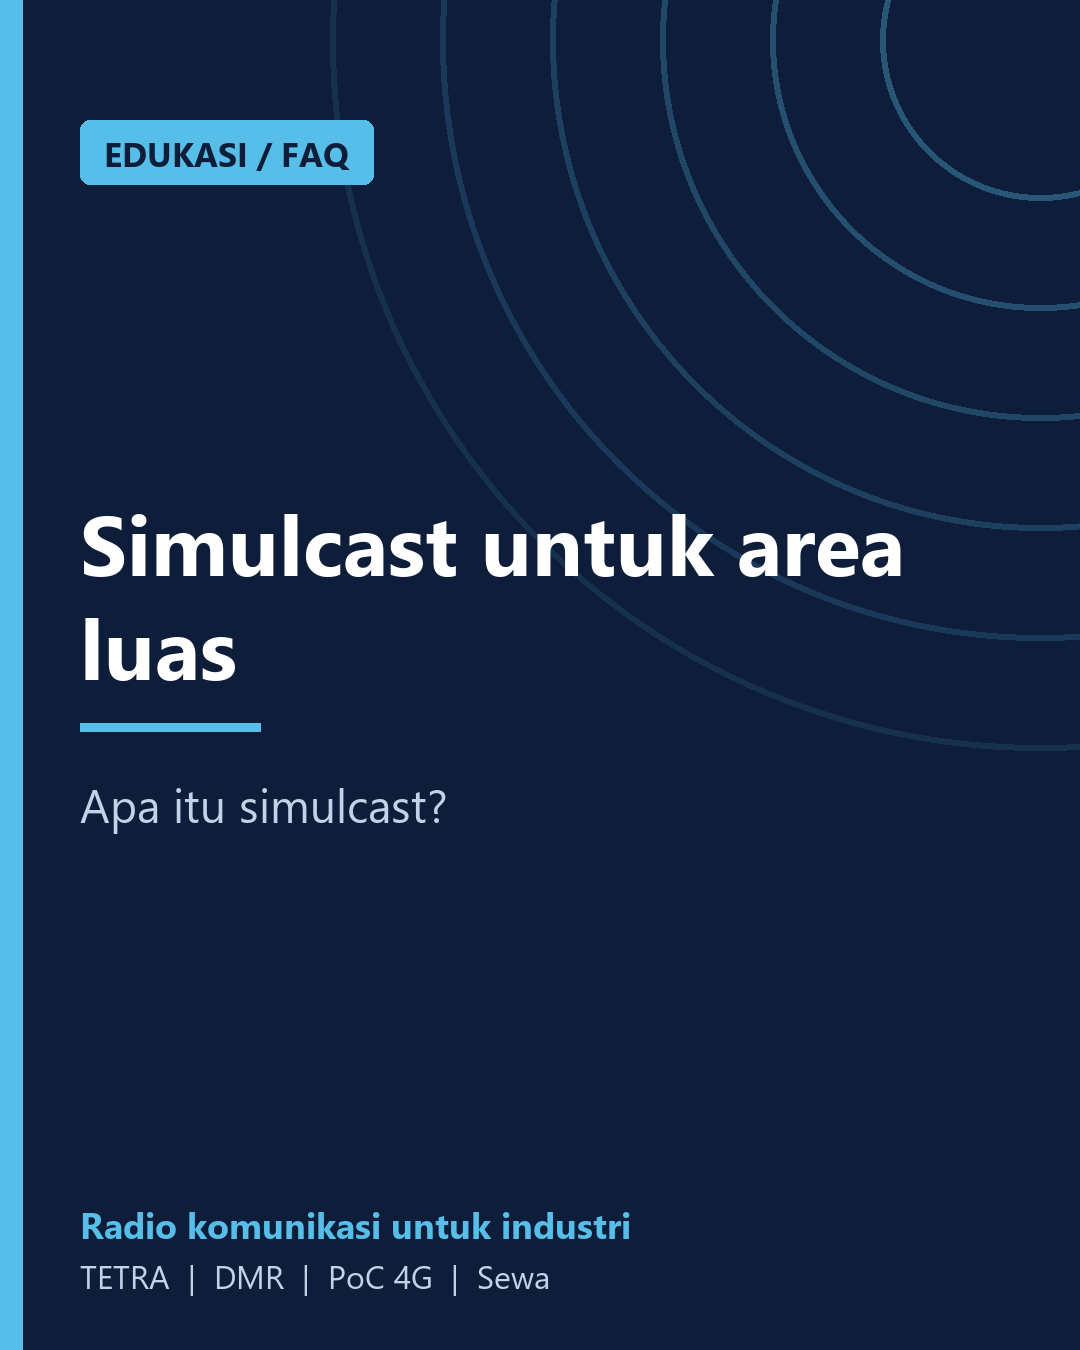 EDUKASI / FAQ
Simulcast untuk area
luas
Apa itu simulcast?
Radio komunikasi untuk industri
TETRA | DMR | PoC 4G | Sewa